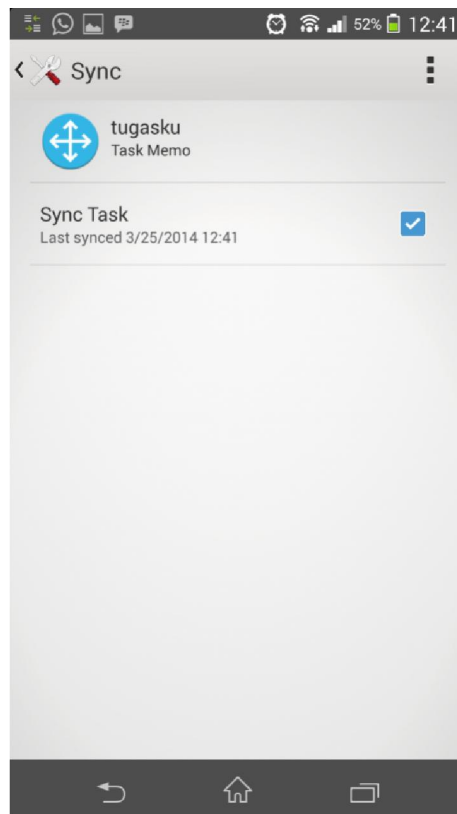 52% 12:41
Sync
tugasku
Task Memo
Sync Task
Last synced 3/25/2014 12:41